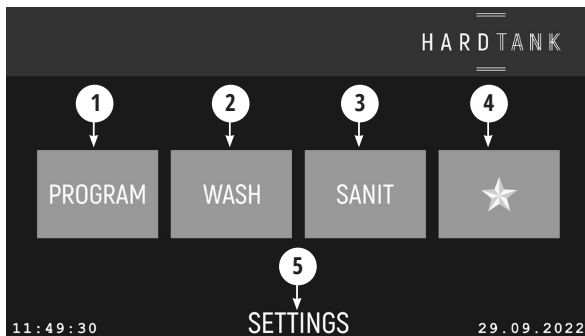 HARDTANK
1 2 3 4
PROGRAM WASH SANIT
5
SETTINGS
11:49:30 29.09.2022